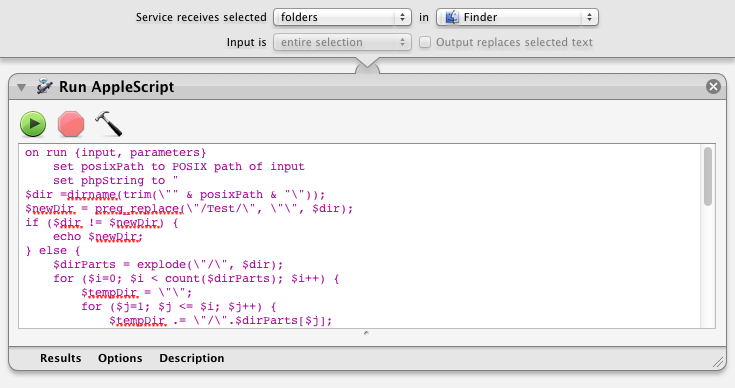 Service receives selected folders in Finder
Input is entire selection Output replaces selected text
Run AppleScript
on run {input, parameters}
set posixPath to POSIX path of input
set phpString to "
$dir =dirname(trim(\"" & posixPath & "\"));
$newDir = preg_replace(\"/Test/\", \"\", $dir);
if ($dir != $newDir) {
echo $newDir;
} else {
$dirParts = explode(\"/\", $dir);
for ($i=0; $i < count($dirParts); $i++) {
$tempDir = \"\";
for ($j=1; $j <= $i; $j++) {
$tempDir .= \"/\".$dirParts[$j];
Results Options Description